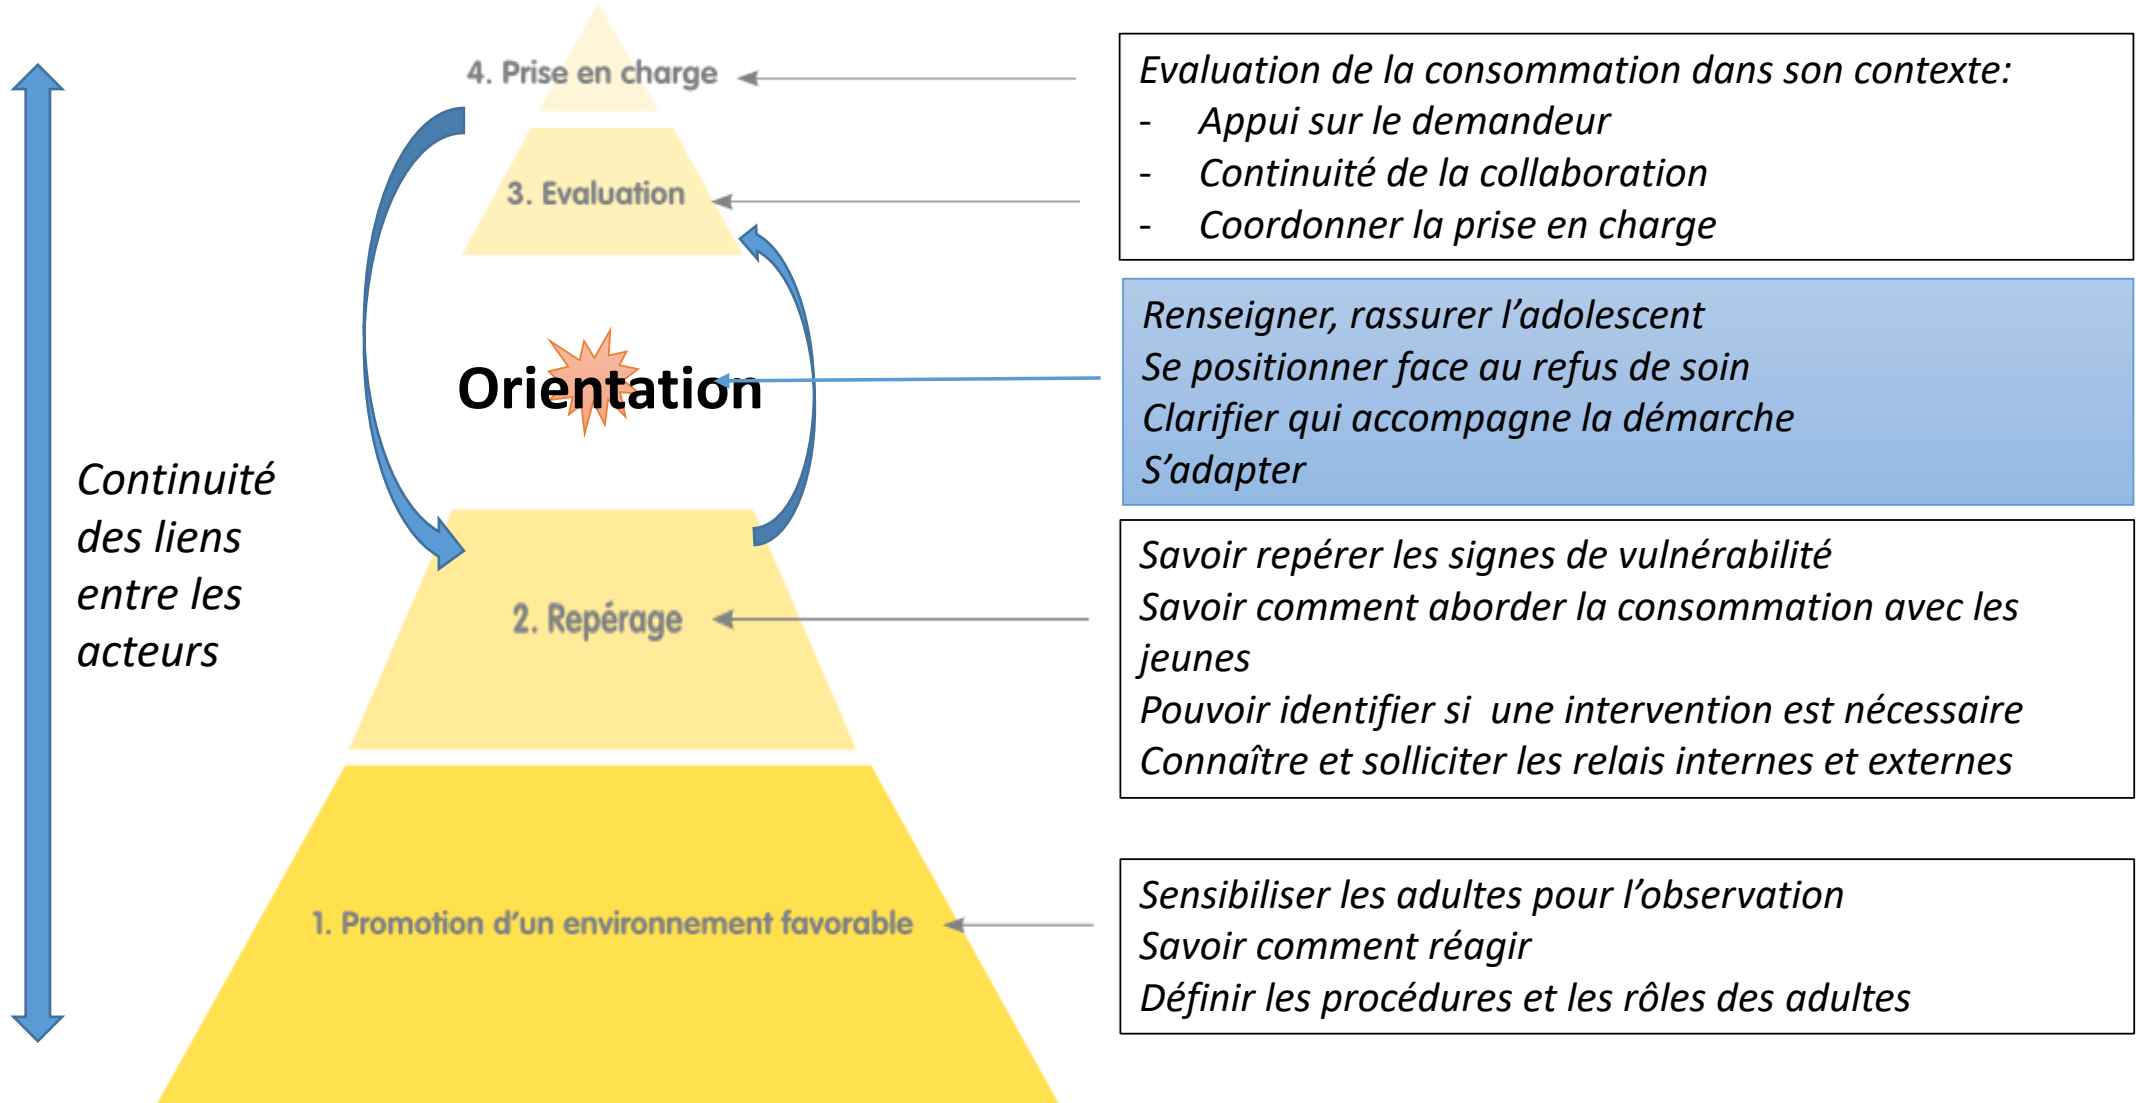 4. Prise en charge
3. Evaluation
Orientation
2. Repérage
1. Promotion d'un environnement favorable
Continuité
des liens
entre les
acteurs
Evaluation de la consommation dans son contexte:
- Appui sur le demandeur
- Continuité de la collaboration
- Coordonner la prise en charge
Renseigner, rassurer l’adolescent
Se positionner face au refus de soin
Clarifier qui accompagne la démarche
S’adapter
Savoir repérer les signes de vulnérabilité
Savoir comment aborder la consommation avec les
jeunes
Pouvoir identifier si une intervention est nécessaire
Connaître et solliciter les relais internes et externes
Sensibiliser les adultes pour l’observation
Savoir comment réagir
Définir les procédures et les rôles des adultes